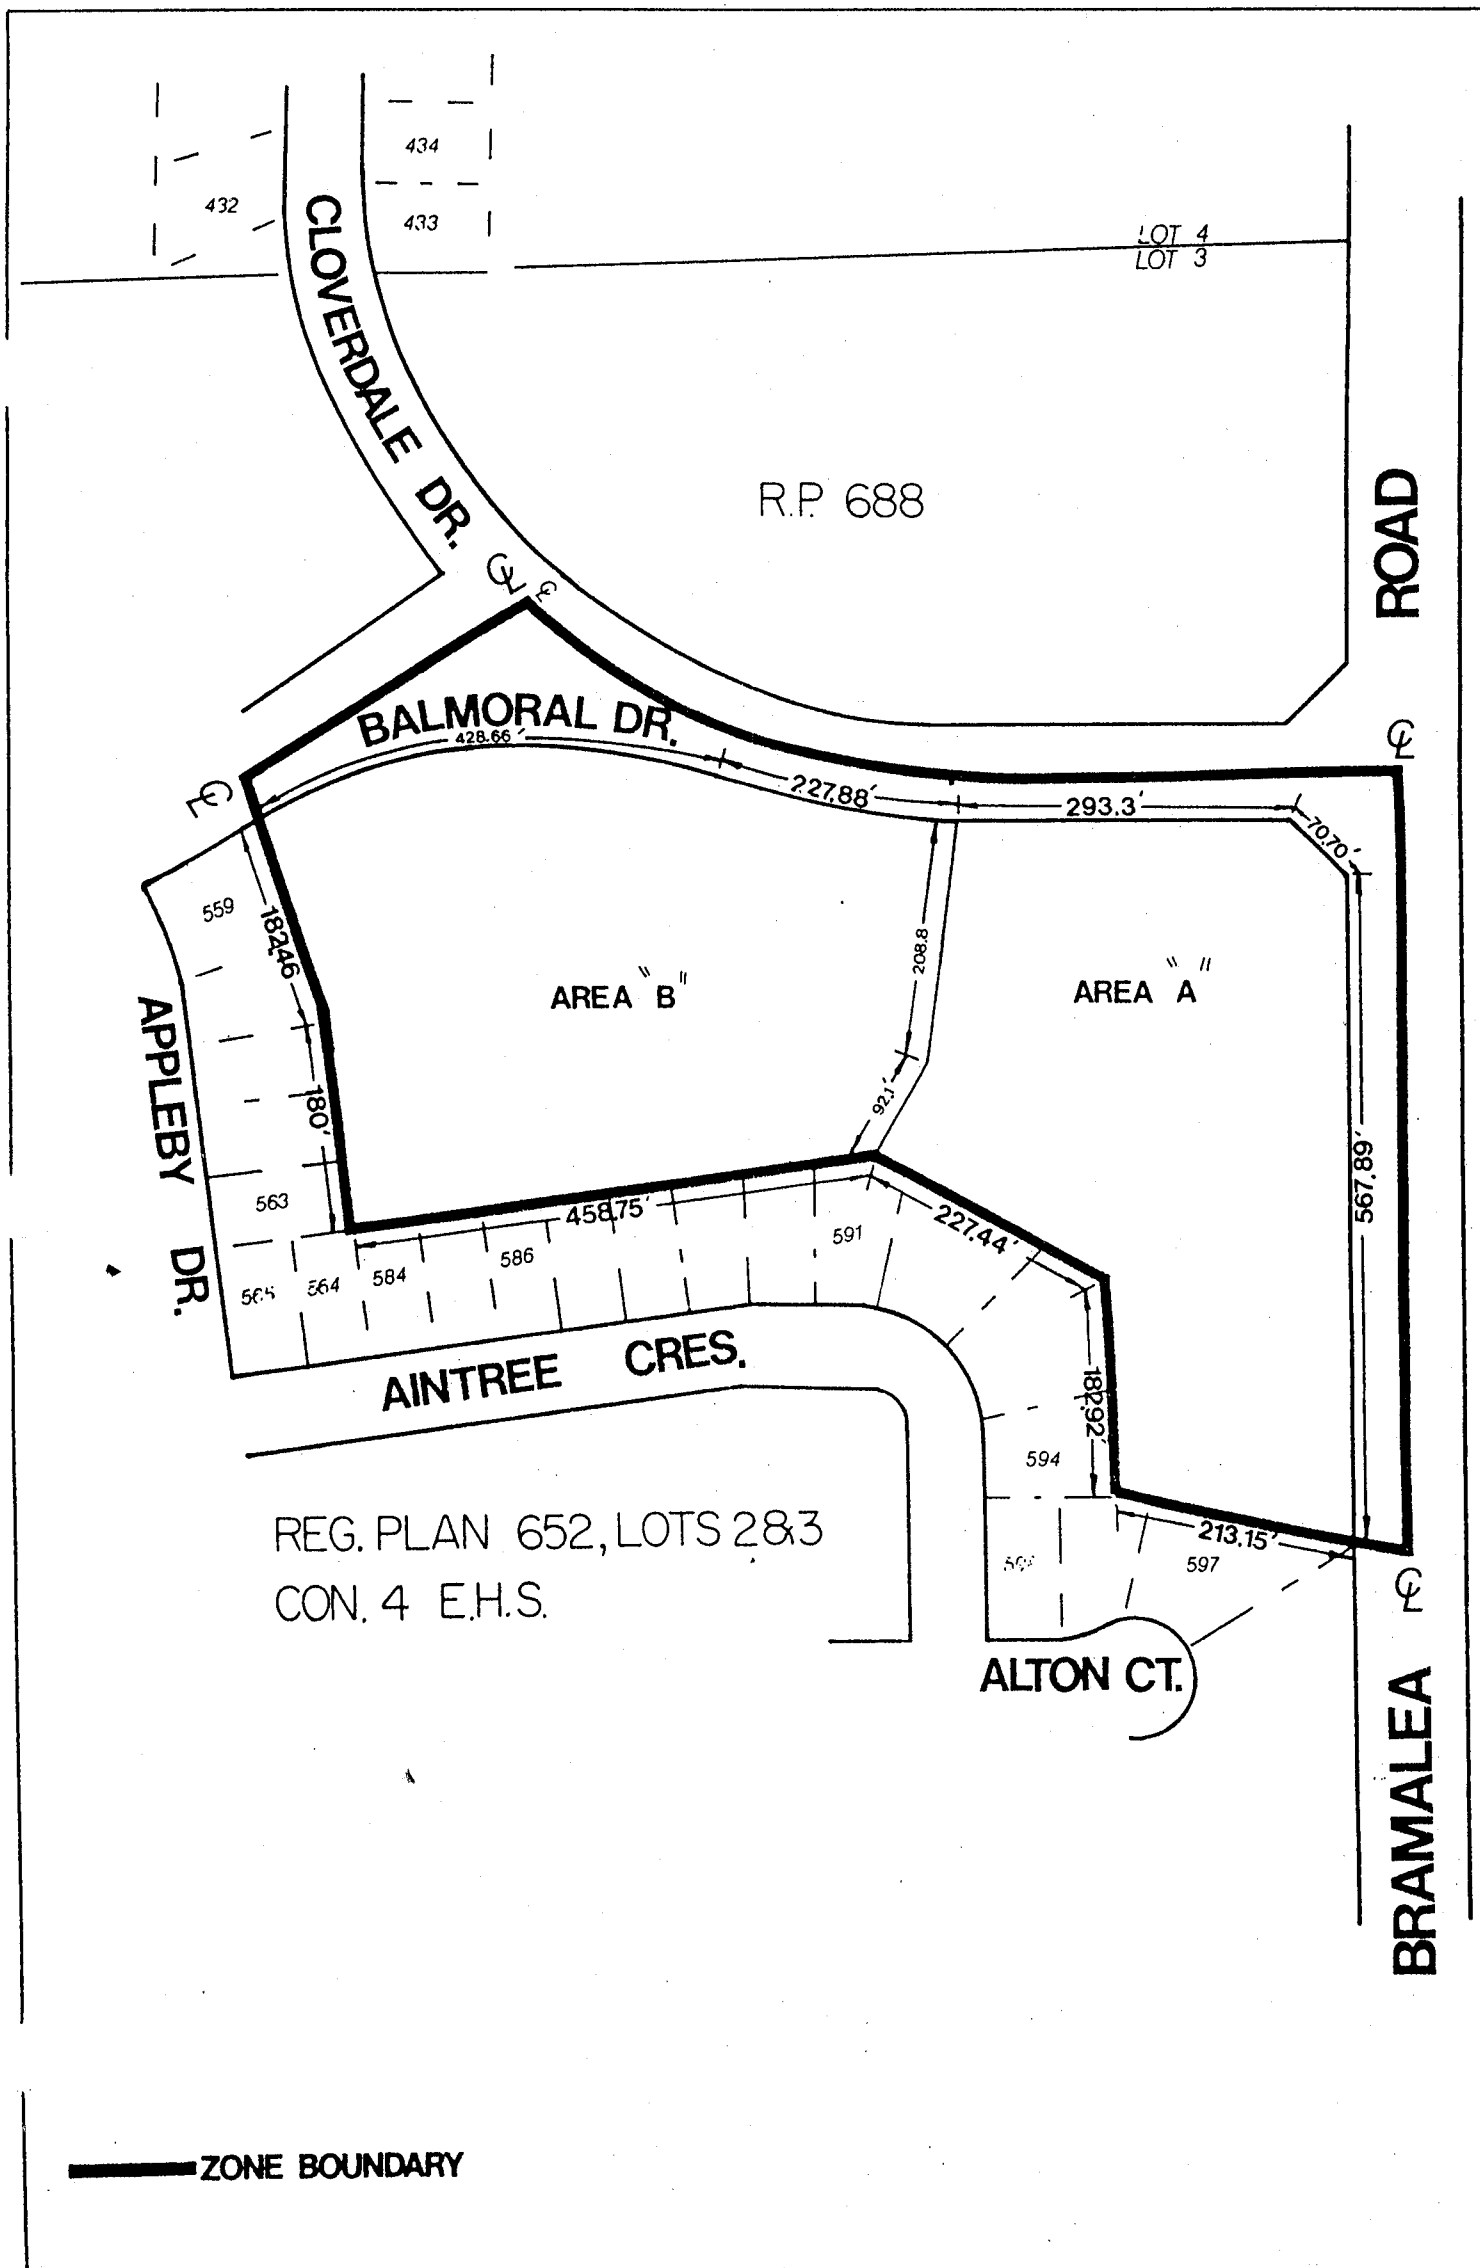 434
432
433
CLOVERDALE DR.
LOT 4
LOT 3
R.P. 688
ROAD
℄
℄
BALMORAL DR.
428.66'
℄
℄
227.88'
293.3'
70.70'
559
182.46
208.8
AREA "B"
AREA "A"
APPLEBY DR.
180'
92.1'
567.89'
563
458.75'
227.44'
591
586
584
564
565
AINTREE CRES.
182.92'
594
213.15'
597
REG. PLAN 652, LOTS 2&3
CON. 4 E.H.S.
℄
ALTON CT.
BRAMALEA
ZONE BOUNDARY